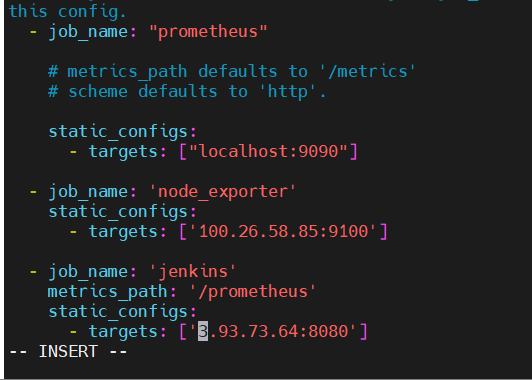 this config.
  - job_name: "prometheus"

    # metrics_path defaults to '/metrics'
    # scheme defaults to 'http'.

    static_configs:
      - targets: ["localhost:9090"]

  - job_name: 'node_exporter'
    static_configs:
      - targets: ['100.26.58.85:9100']

  - job_name: 'jenkins'
    metrics_path: '/prometheus'
    static_configs:
      - targets: ['3.93.73.64:8080']
-- INSERT --